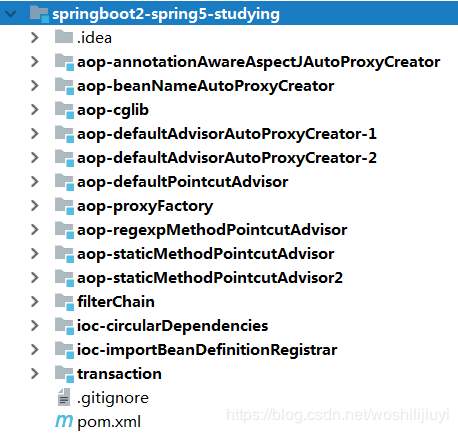 springboot2-spring5-studying
.idea
aop-annotationAwareAspectJAutoProxyCreator
aop-beanNameAutoProxyCreator
aop-cglib
aop-defaultAdvisorAutoProxyCreator-1
aop-defaultAdvisorAutoProxyCreator-2
aop-defaultPointcutAdvisor
aop-proxyFactory
aop-regexpMethodPointcutAdvisor
aop-staticMethodPointcutAdvisor
aop-staticMethodPointcutAdvisor2
filterChain
ioc-circularDependencies
ioc-importBeanDefinitionRegistrar
transaction
.gitignore
m pom.xml
https://blog.csdn.net/woshilijiuyi